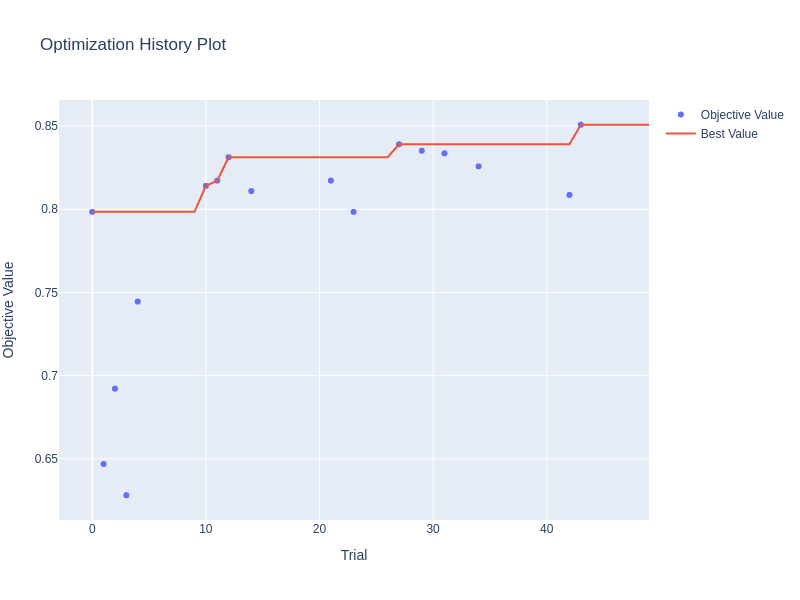 Optimization History Plot
Objective Value
Best Value
0.85
0.8
0.75
0.7
0.65
Objective Value
0
10
20
30
40
Trial